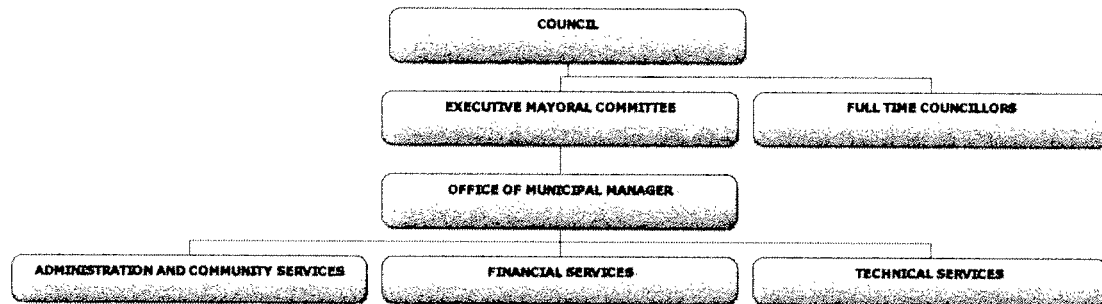 COUNCIL
EXECUTIVE MAYORAL COMMITTEE
FULL TIME COUNCILLORS
OFFICE OF MUNICIPAL MANAGER
ADMINISTRATION AND COMMUNITY SERVICES
FINANCIAL SERVICES
TECHNICAL SERVICES